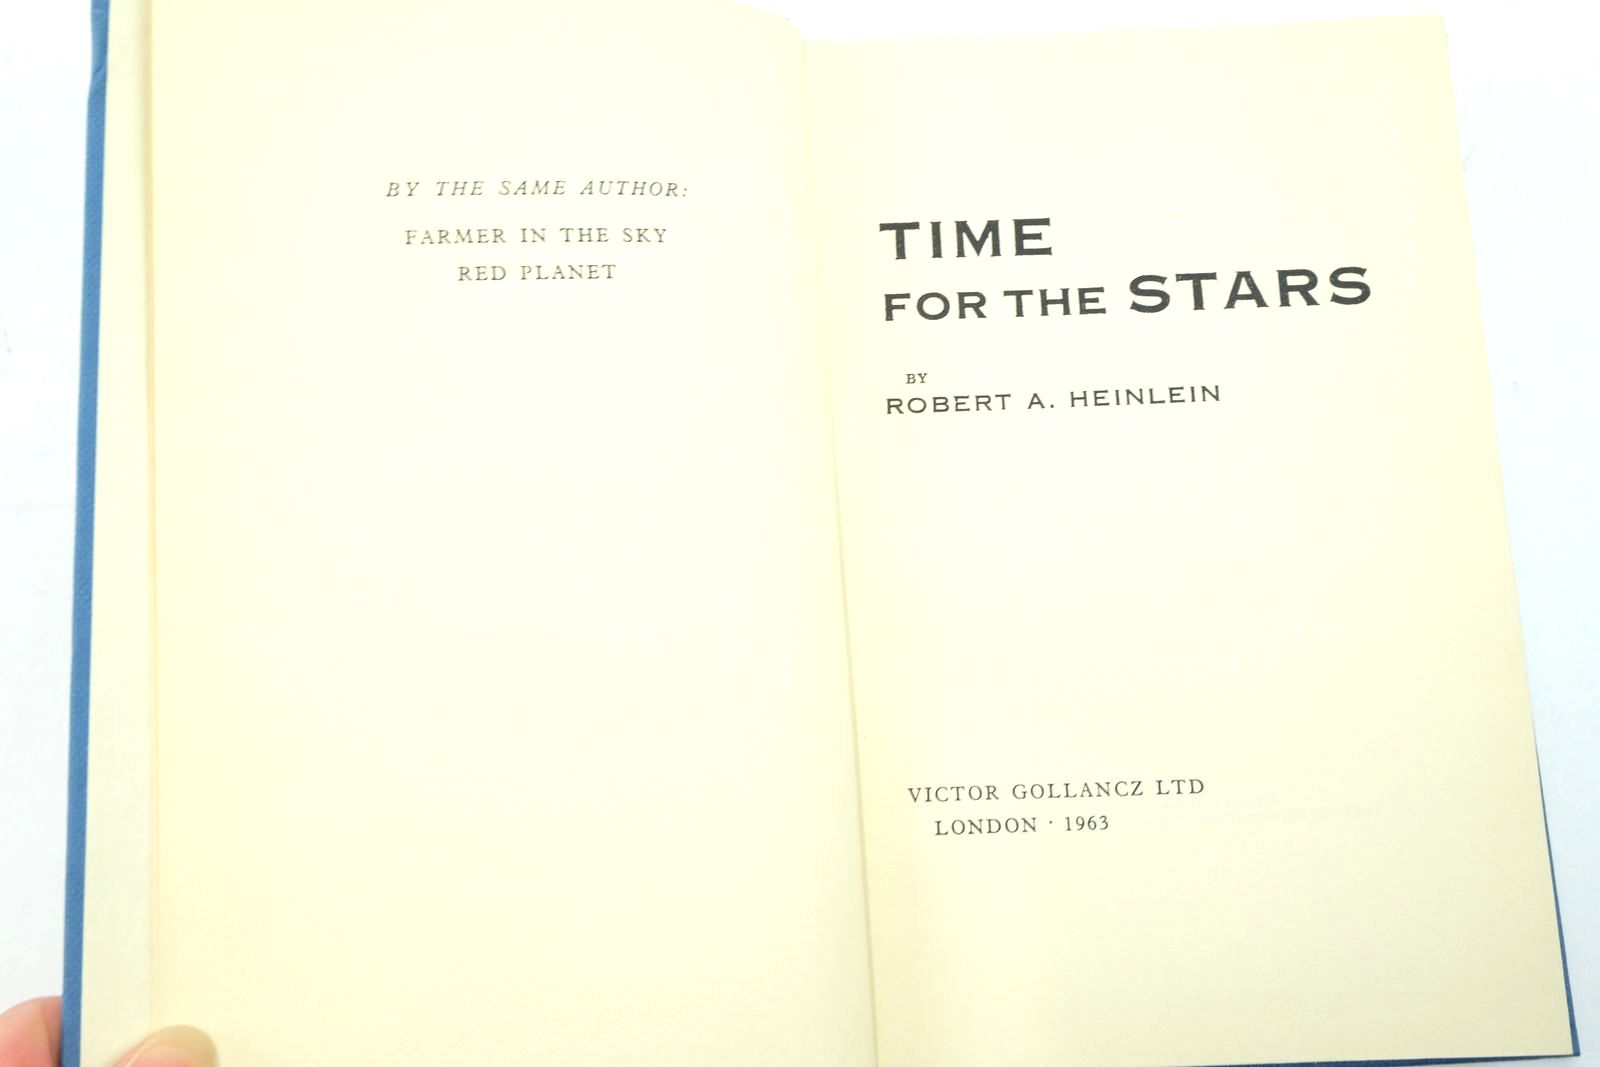 BY THE SAME AUTHOR:
FARMER IN THE SKY
RED PLANET
TIME
FOR THE STARS
BY
ROBERT A. HEINLEIN
VICTOR GOLLANCZ LTD
LONDON · 1963